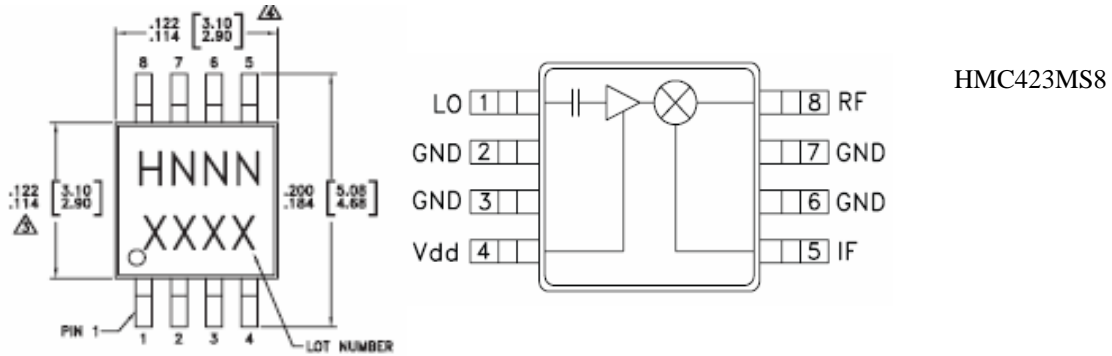 .122 [3.10]
.114 [2.90]
4
8 7 6 5
HNNN
XXXX
.122 [3.10]
.114 [2.90]
3
.200 [5.08]
.184 [4.68]
PIN 1
1 2 3 4
LOT NUMBER
LO 1
GND 2
GND 3
Vdd 4
8 RF
7 GND
6 GND
5 IF
HMC423MS8